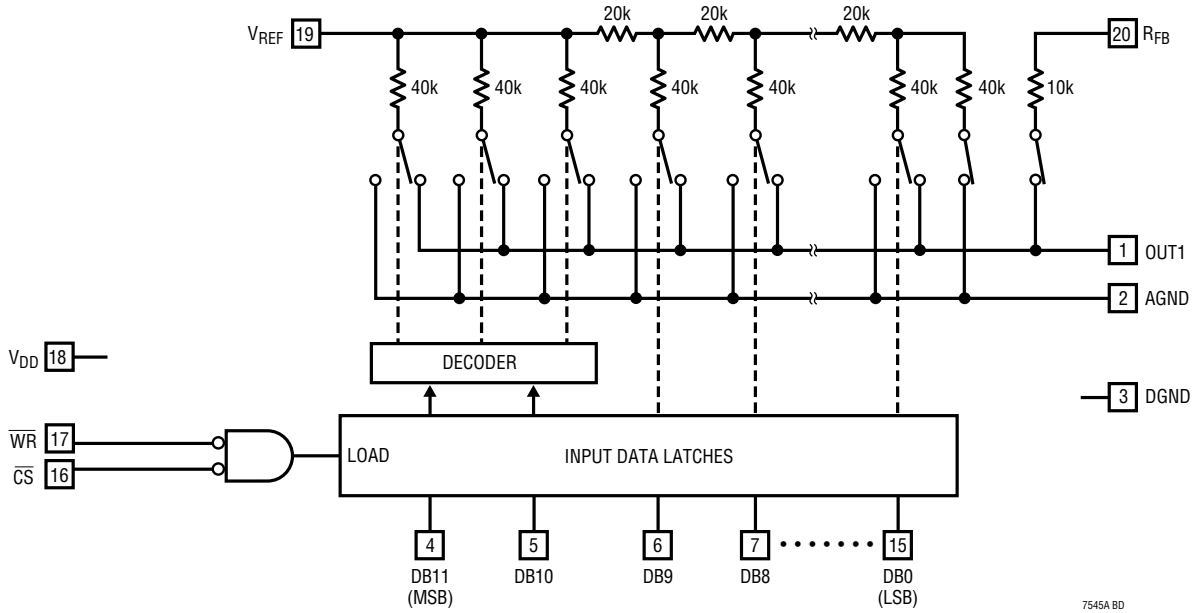 20k 20k 20k
VREF 19 20 RFB
40k 40k 40k 40k 40k 40k 40k 10k
1 OUT1
2 AGND
DECODER
VDD 18
3 DGND
WR 17
CS 16
LOAD INPUT DATA LATCHES
4 5 6 7 15
DB11 DB10 DB9 DB8 DB0
(MSB) (LSB)
7545A BD